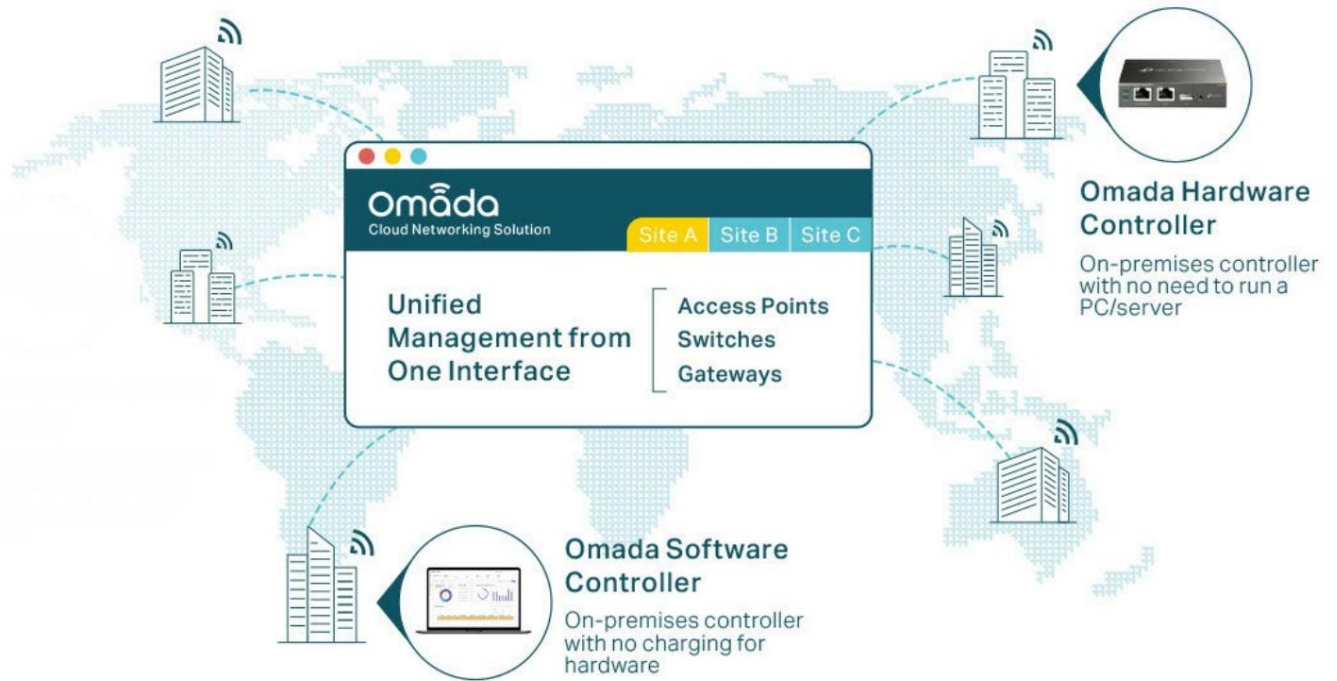 Omada
Cloud Networking Solution
Site A
Site B
Site C
Unified
Management from
One Interface
Access Points
Switches
Gateways
Omada Hardware
Controller
On-premises controller
with no need to run a
PC/server
Omada Software
Controller
On-premises controller
with no charging for
hardware